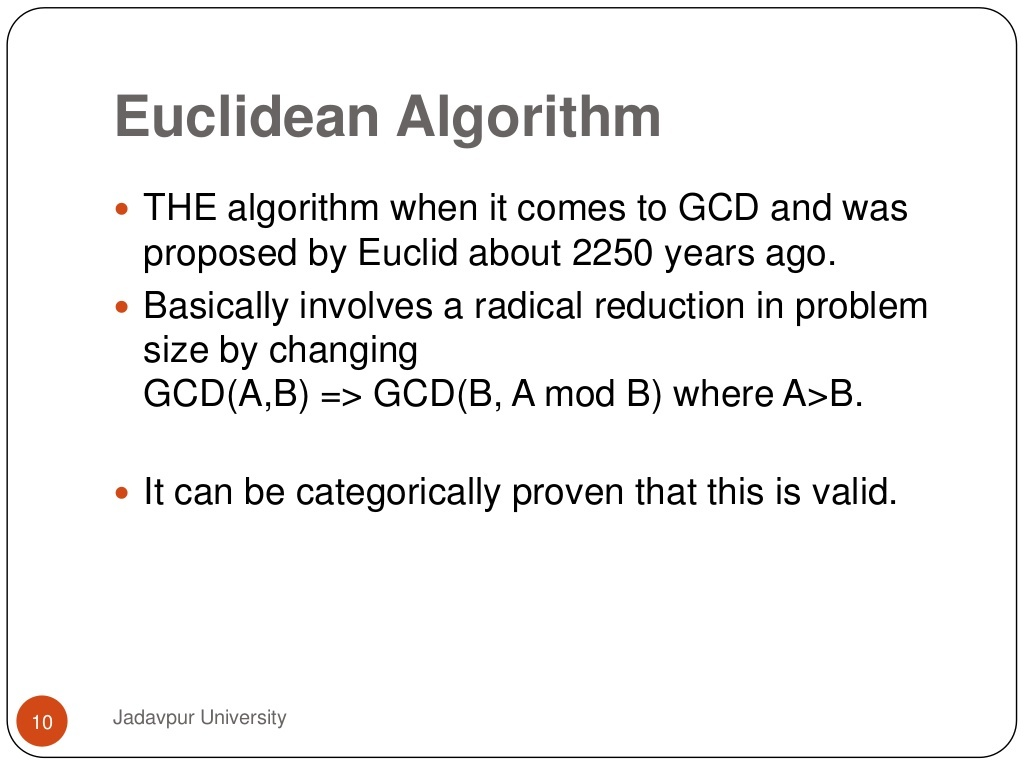 Euclidean Algorithm
• THE algorithm when it comes to GCD and was
proposed by Euclid about 2250 years ago.
• Basically involves a radical reduction in problem
size by changing
GCD(A,B) => GCD(B, A mod B) where A>B.
• It can be categorically proven that this is valid.
10
Jadavpur University